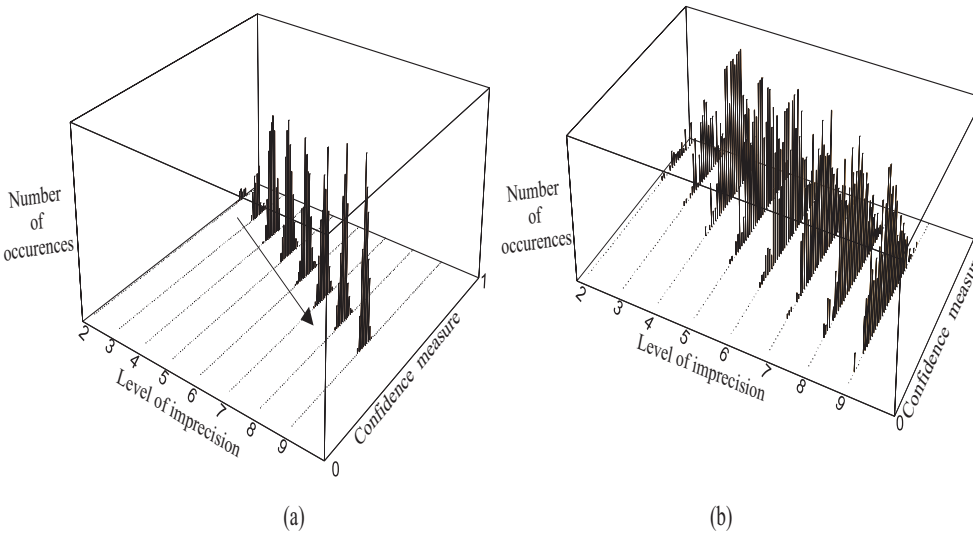 Number
of
occurences
2
3
4
5
6
7
8
9
Level of imprecision
0
1
Confidence measure
(a)
Number
of
occurences
2
3
4
5
6
7
8
9
Level of imprecision
0
1
Confidence measure
(b)